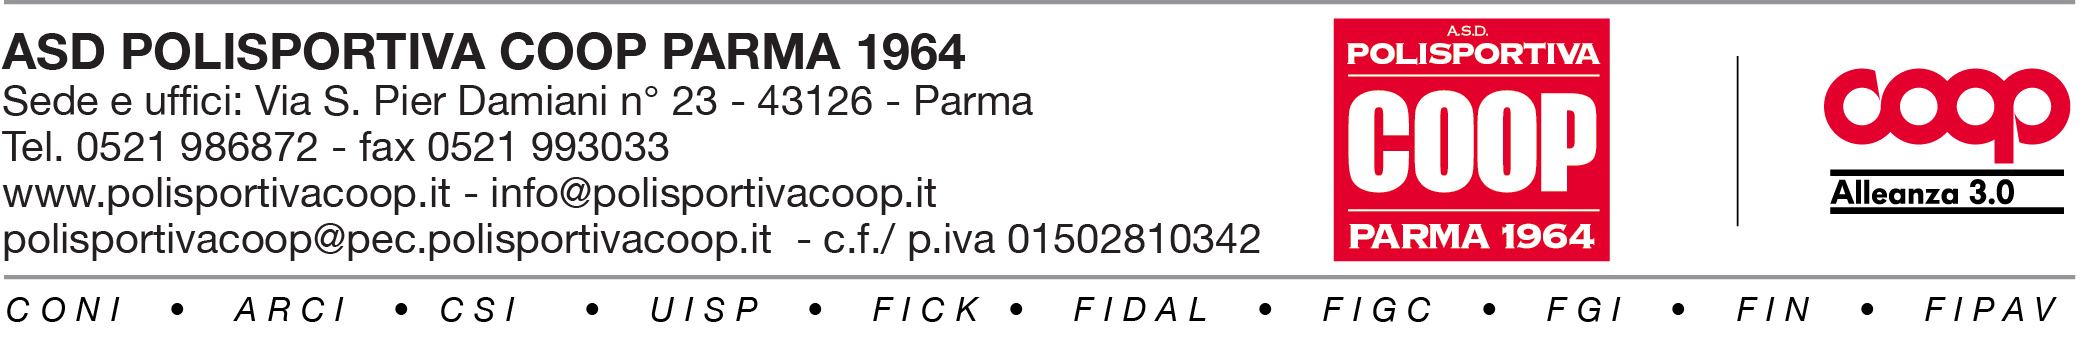 ASD POLISPORTIVA COOP PARMA 1964
Sede e uffici: Via S. Pier Damiani n° 23 - 43126 - Parma
Tel. 0521 986872 - fax 0521 993033
www.polisportivacoop.it - info@polisportivacoop.it
polisportivacoop@pec.polisportivacoop.it - c.f./ p.iva 01502810342
A.S.D.
POLISPORTIVA
COOP
PARMA 1964
coop
Alleanza 3.0
CONI • ARCI • CSI • UISP • FICK • FIDAL • FIGC • FGI • FIN • FIPAV